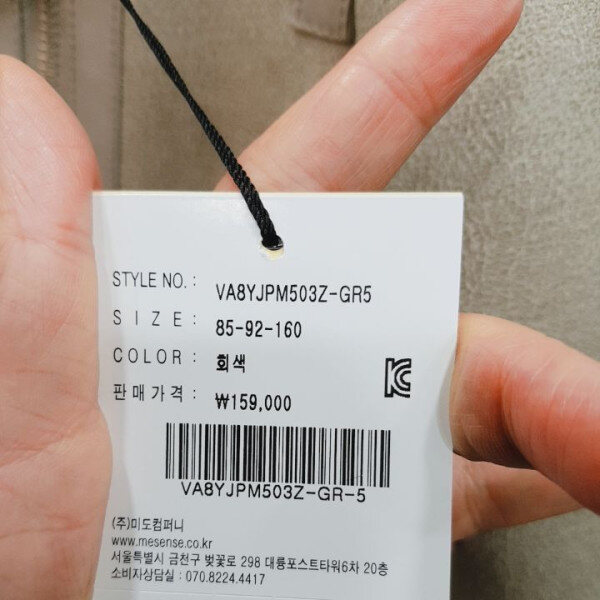 STYLE NO. : VA8YJPM503Z-GR5
SIZE : 85-92-160
COLOR : 회색
판매가격 : ₩159,000
VA8YJPM503Z-GR-5
(주)미도컴퍼니
www.mesense.co.kr
서울특별시 금천구 벚꽃로 298 대륭포스트타워6차 20층
소비자상담실 : 070.8224.4417